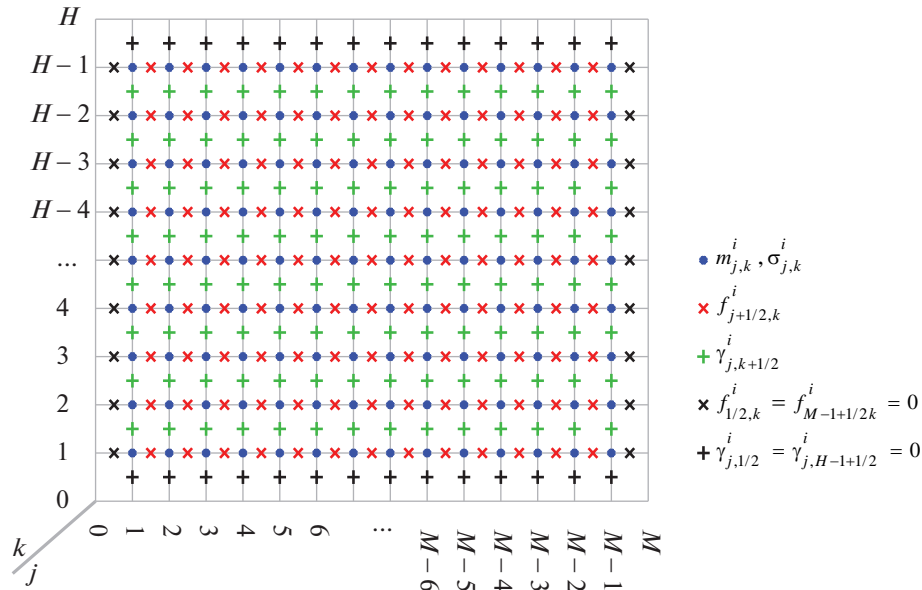 H
H − 1
H − 2
H − 3
H − 4
...
4
3
2
1
0
k
j
0
1
2
3
4
5
6
...
M − 6
M − 5
M − 4
M − 3
M − 2
M − 1
M
m^i_{j,k} , σ^i_{j,k}
f^i_{j+1/2,k}
γ^i_{j,k+1/2}
f^i_{1/2,k} = f^i_{M−1+1/2k} = 0
γ^i_{j,1/2} = γ^i_{j,H−1+1/2} = 0